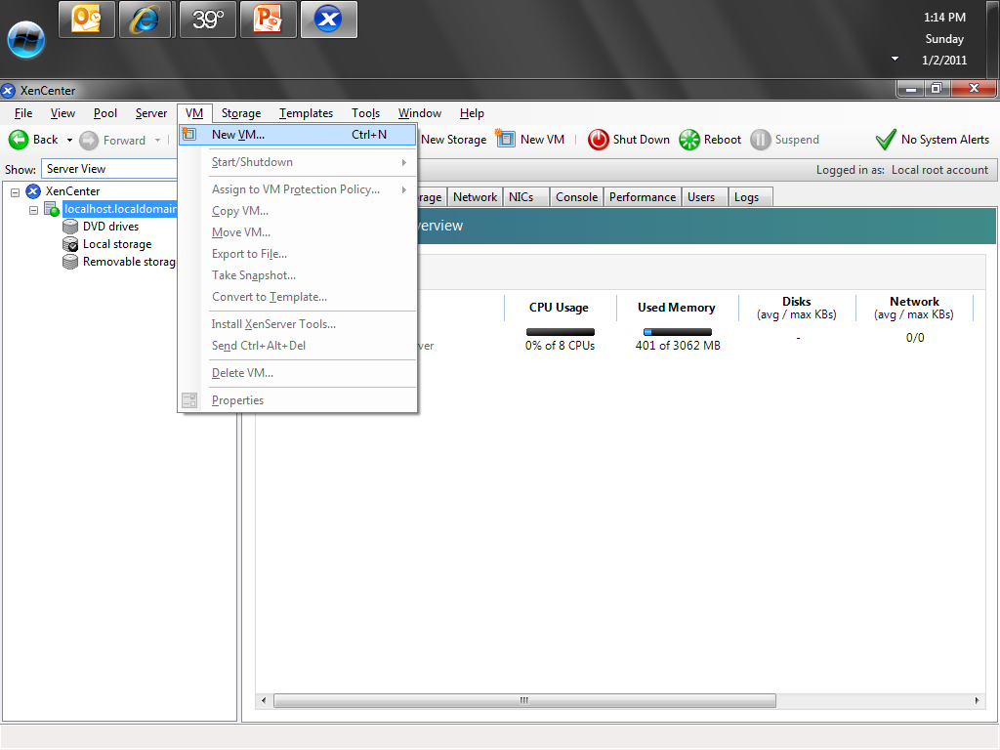 39°
1:14 PM
Sunday
1/2/2011
XenCenter
File View Pool Server VM Storage Templates Tools Window Help
Back Forward New Storage New VM Shut Down Reboot Suspend No System Alerts
Show: Server View Logged in as: Local root account
New VM... Ctrl+N
Start/Shutdown
Assign to VM Protection Policy...
Copy VM...
Move VM...
Export to File...
Take Snapshot...
Convert to Template...
Install XenServer Tools...
Send Ctrl+Alt+Del
Delete VM...
Properties
XenCenter
localhost.localdomain
DVD drives
Local storage
Removable storag
rage Network NICs Console Performance Users Logs
verview
CPU Usage Used Memory Disks Network
(avg / max KBs) (avg / max KBs)
0% of 8 CPUs 401 of 3062 MB - 0/0
ver